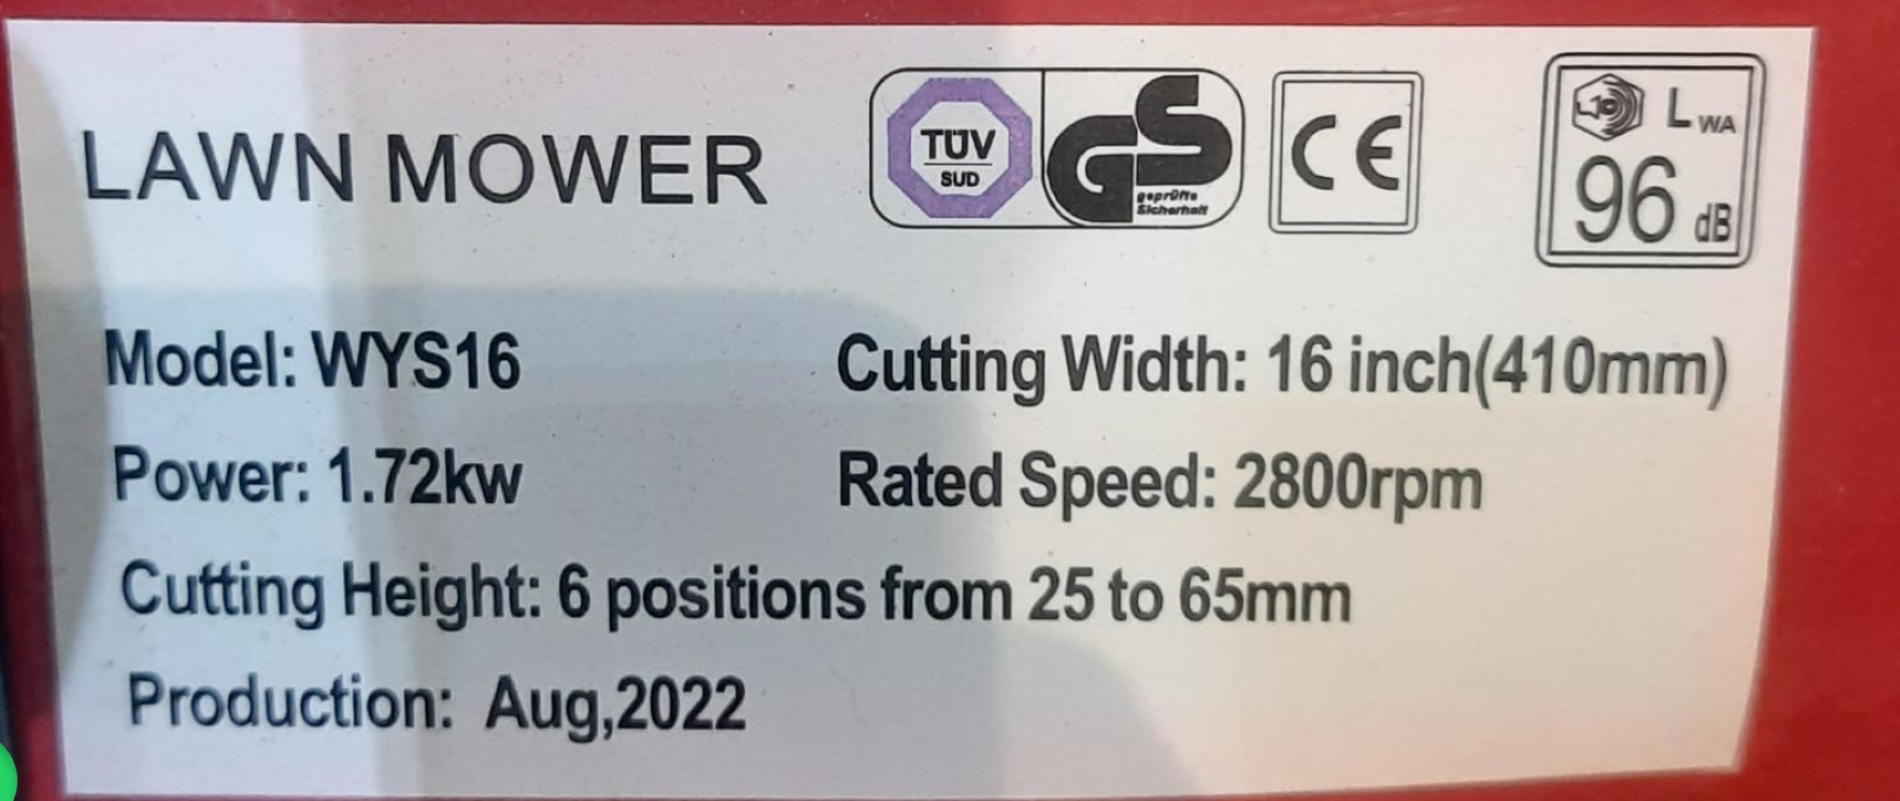 LAWN MOWER
TÜV
SUD
GS
geprüfte
Sicherheit
CE
LWA
96 dB
Model: WYS16
Cutting Width: 16 inch(410mm)
Power: 1.72kw
Rated Speed: 2800rpm
Cutting Height: 6 positions from 25 to 65mm
Production: Aug,2022